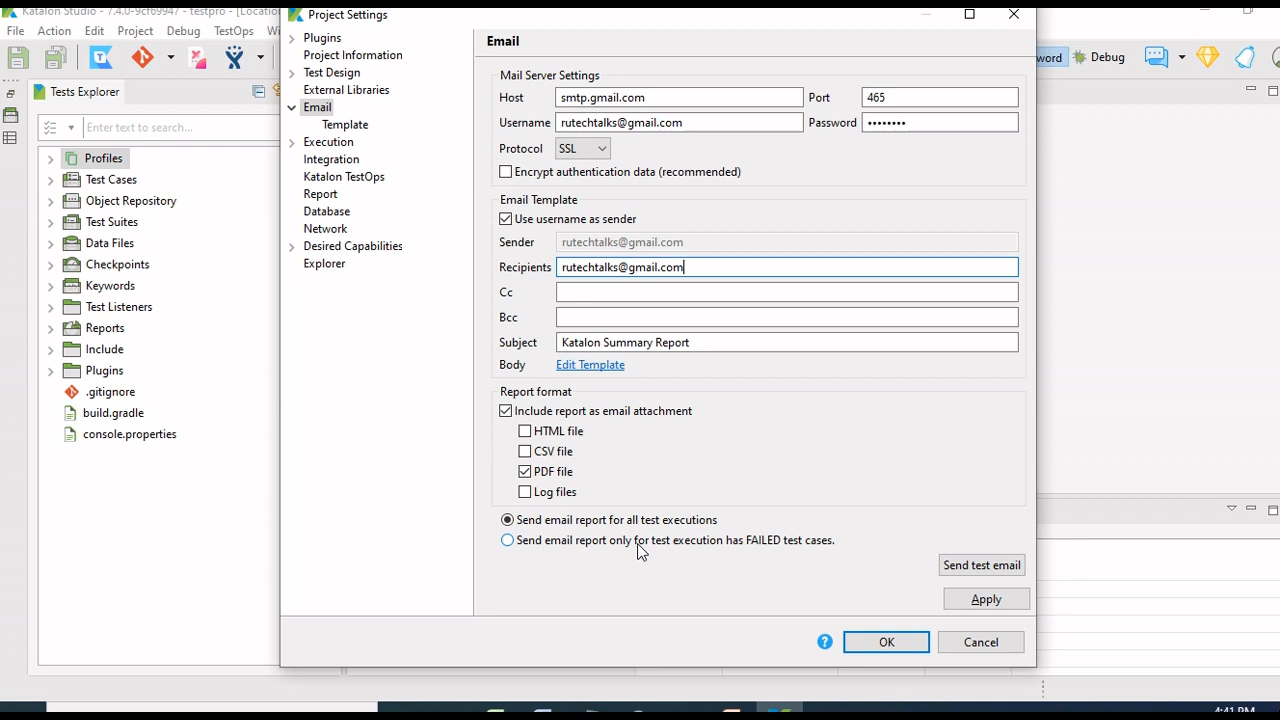 Katalon Studio - 7.4.0-9cf69947 - testpro - [Locatio
File Action Edit Project Debug TestOps Wi
Debug
Tests Explorer
Enter text to search...
Profiles
Test Cases
Object Repository
Test Suites
Data Files
Checkpoints
Keywords
Test Listeners
Reports
Include
Plugins
.gitignore
build.gradle
console.properties
Project Settings
Plugins
Project Information
Test Design
External Libraries
Email
Template
Execution
Integration
Katalon TestOps
Report
Database
Network
Desired Capabilities
Explorer
Email
Mail Server Settings
Host smtp.gmail.com Port 465
Username rutechtalks@gmail.com Password ••••••••
Protocol SSL
Encrypt authentication data (recommended)
Email Template
Use username as sender
Sender rutechtalks@gmail.com
Recipients rutechtalks@gmail.com
Cc
Bcc
Subject Katalon Summary Report
Body Edit Template
Report format
Include report as email attachment
HTML file
CSV file
PDF file
Log files
Send email report for all test executions
Send email report only for test execution has FAILED test cases.
Send test email
Apply
? OK Cancel
4:41 PM